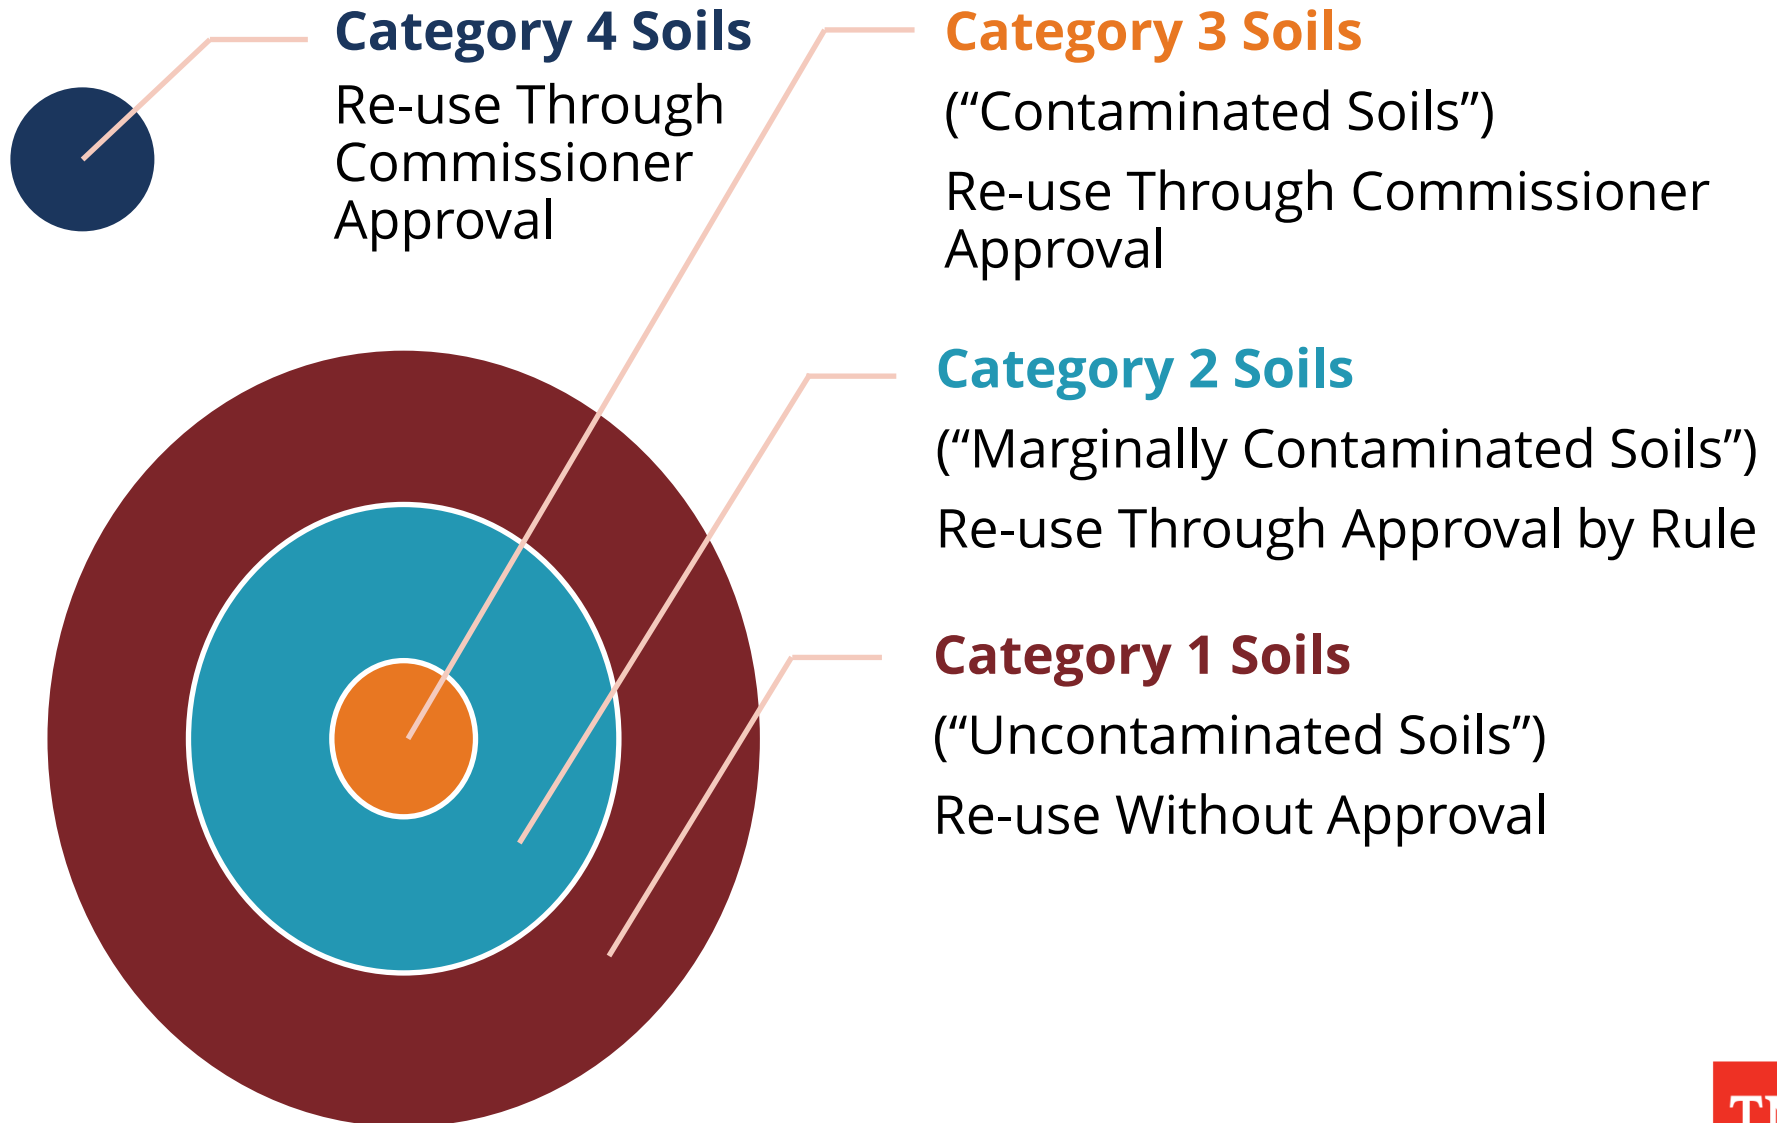 Category 4 Soils
Re-use Through
Commissioner
Approval
Category 3 Soils
(“Contaminated Soils”)
Re-use Through Commissioner
Approval
Category 2 Soils
(“Marginally Contaminated Soils”)
Re-use Through Approval by Rule
Category 1 Soils
(“Uncontaminated Soils”)
Re-use Without Approval